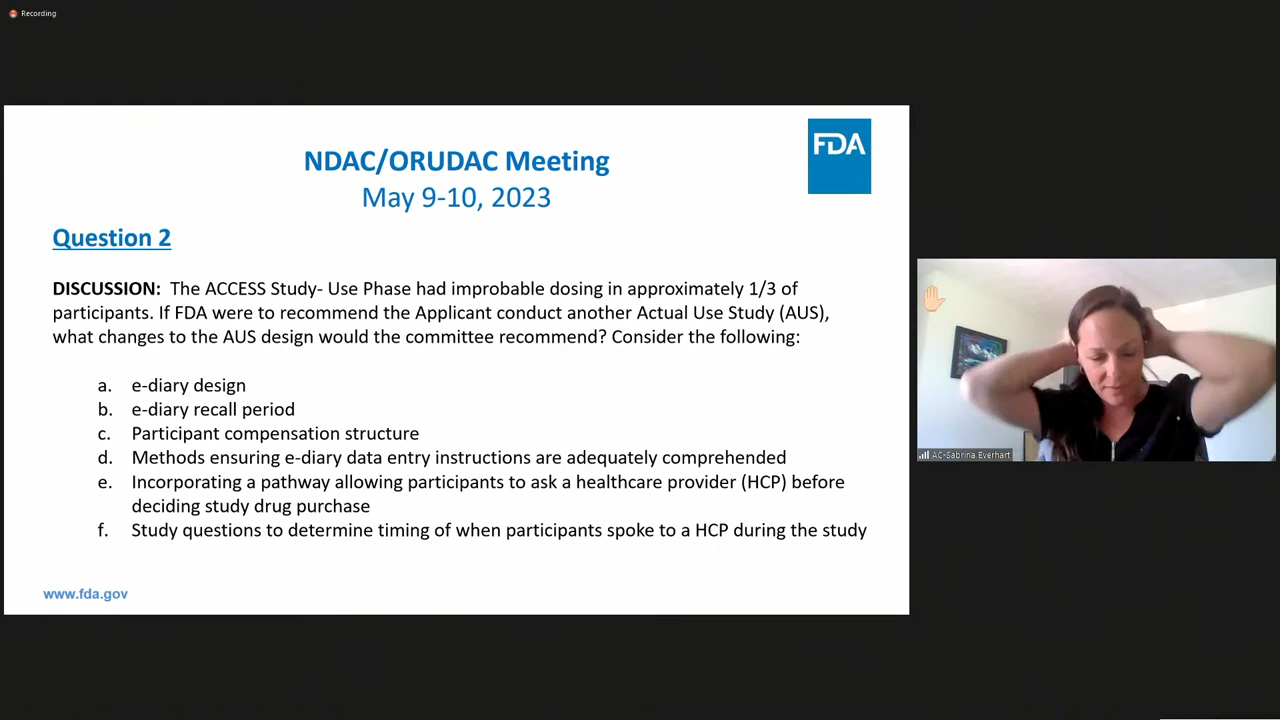 Recording
FDA
NDAC/ORUDAC Meeting
May 9-10, 2023
Question 2
DISCUSSION: The ACCESS Study- Use Phase had improbable dosing in approximately 1/3 of
participants. If FDA were to recommend the Applicant conduct another Actual Use Study (AUS),
what changes to the AUS design would the committee recommend? Consider the following:
a. e-diary design
b. e-diary recall period
c. Participant compensation structure
d. Methods ensuring e-diary data entry instructions are adequately comprehended
e. Incorporating a pathway allowing participants to ask a healthcare provider (HCP) before
deciding study drug purchase
f. Study questions to determine timing of when participants spoke to a HCP during the study
www.fda.gov
AC-Sabrina Everhart